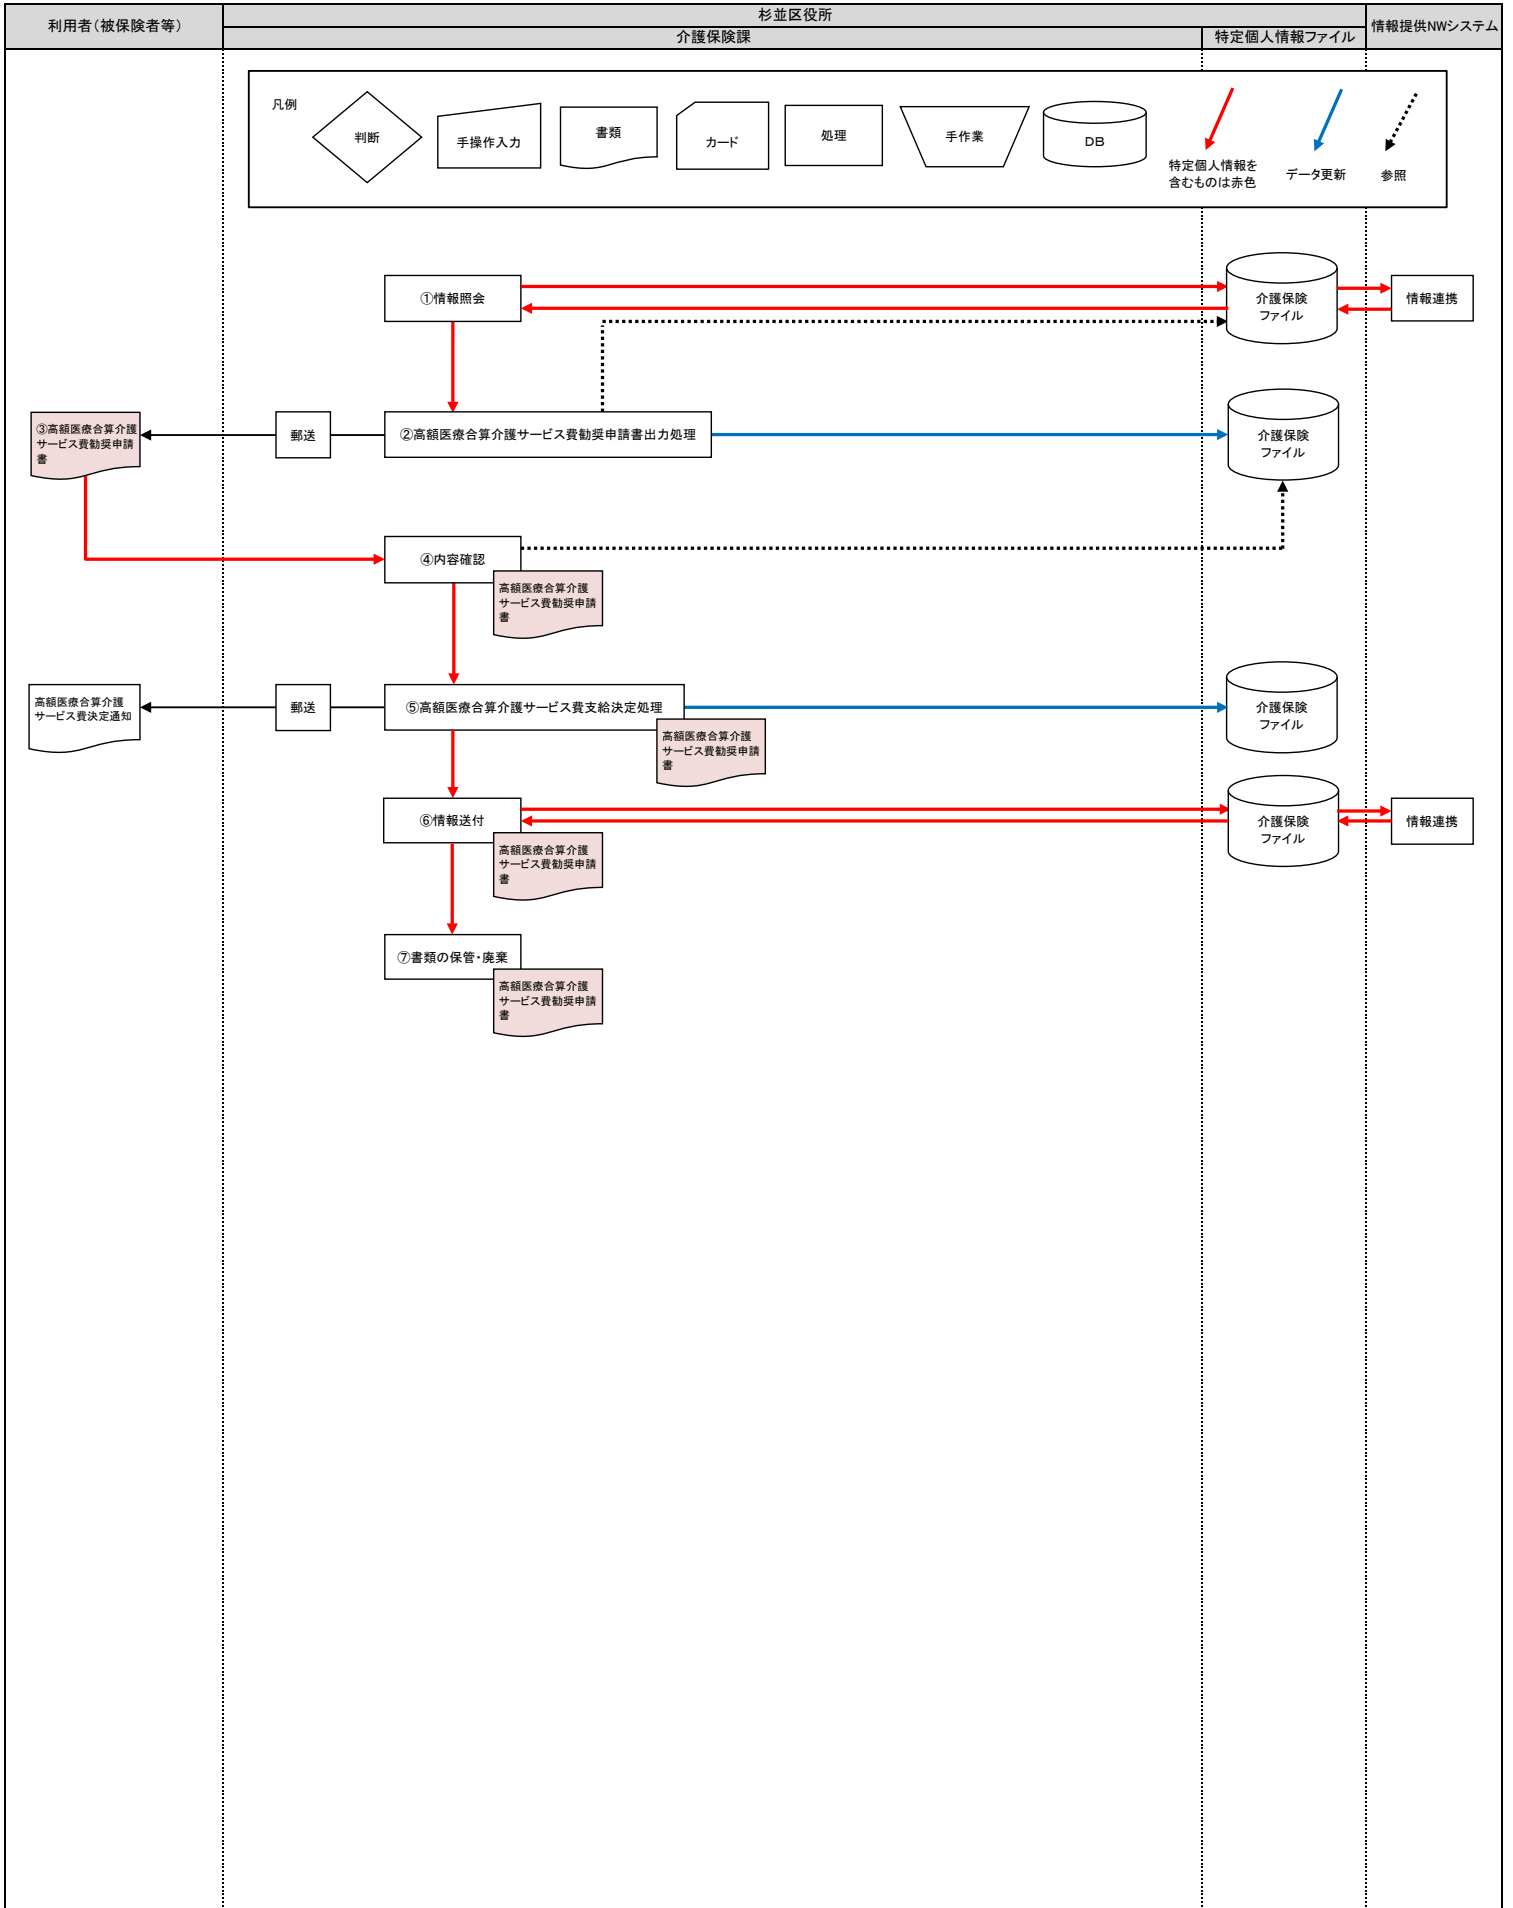 利用者（被保険者等）
杉並区役所
情報提供NWシステム
介護保険課
特定個人情報ファイル
凡例
判断
手操作入力
書類
カード
処理
手作業
DB
特定個人情報を
含むものは赤色
データ更新
参照
①情報照会
介護保険
ファイル
情報連携
③高額医療合算介護
サービス費勧奨申請
書
郵送
②高額医療合算介護サービス費勧奨申請書出力処理
介護保険
ファイル
④内容確認
高額医療合算介護
サービス費勧奨申請
書
高額医療合算介護
サービス費決定通知
郵送
⑤高額医療合算介護サービス費支給決定処理
介護保険
ファイル
高額医療合算介護
サービス費勧奨申請
書
⑥情報送付
介護保険
ファイル
情報連携
高額医療合算介護
サービス費勧奨申請
書
⑦書類の保管・廃棄
高額医療合算介護
サービス費勧奨申請
書